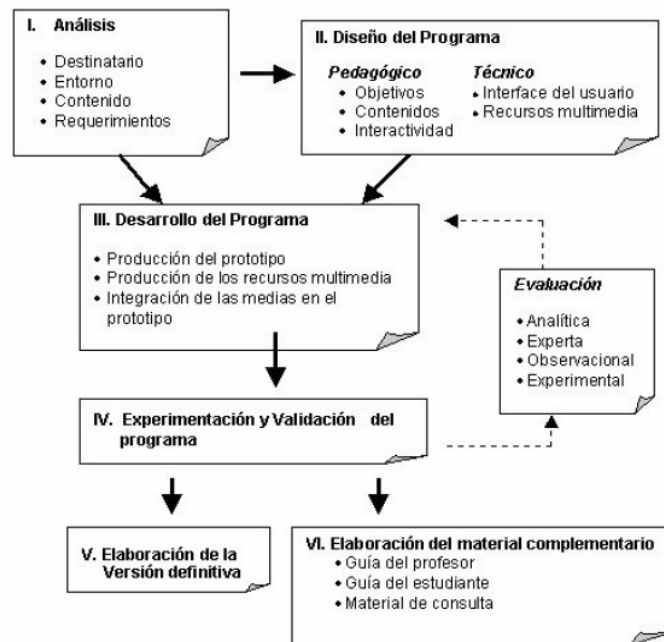 I. Análisis
• Destinatario
• Entorno
• Contenido
• Requerimientos
II. Diseño del Programa
Pedagógico
• Objetivos
• Contenidos
• Interactividad
Técnico
• Interface del usuario
• Recursos multimedia
III. Desarrollo del Programa
• Producción del prototipo
• Producción de los recursos multimedia
• Integración de las medias en el
prototipo
Evaluación
• Analítica
• Experta
• Observacional
• Experimental
IV. Experimentación y Validación del
programa
V. Elaboración de la
Versión definitiva
VI. Elaboración del material complementario
• Guía del profesor
• Guía del estudiante
• Material de consulta